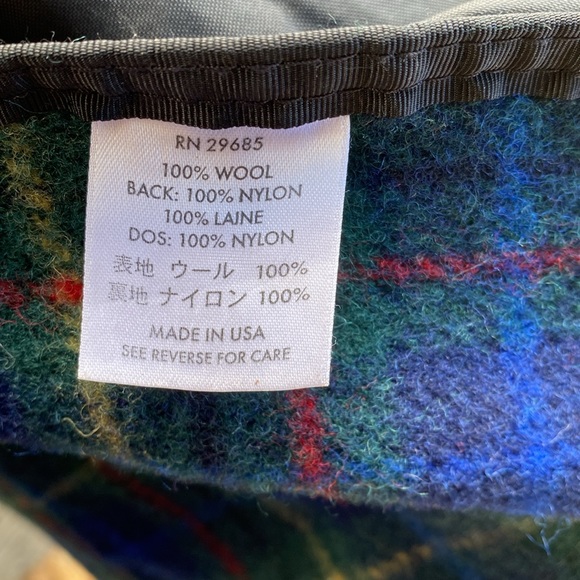 RN 29685
100% WOOL
BACK: 100% NYLON
100% LAINE
DOS: 100% NYLON
表地 ウール 100%
裏地 ナイロン 100%
MADE IN USA
SEE REVERSE FOR CARE